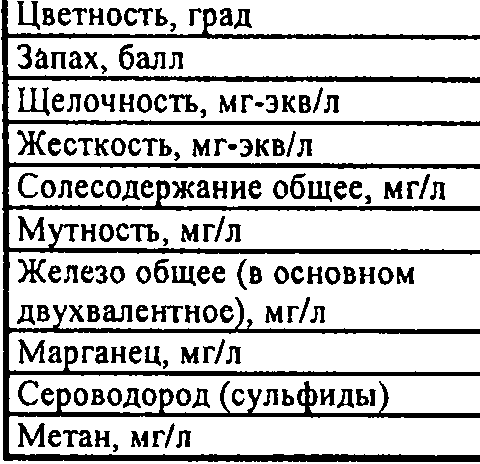 Цветность, град
Запах, балл
Щелочность, мг-экв/л
Жесткость, мг-экв/л
Солесодержание общее, мг/л
Мутность, мг/л
Железо общее (в основном
двухвалентное), мг/л
Марганец, мг/л
Сероводород (сульфиды)
Метан, мг/л